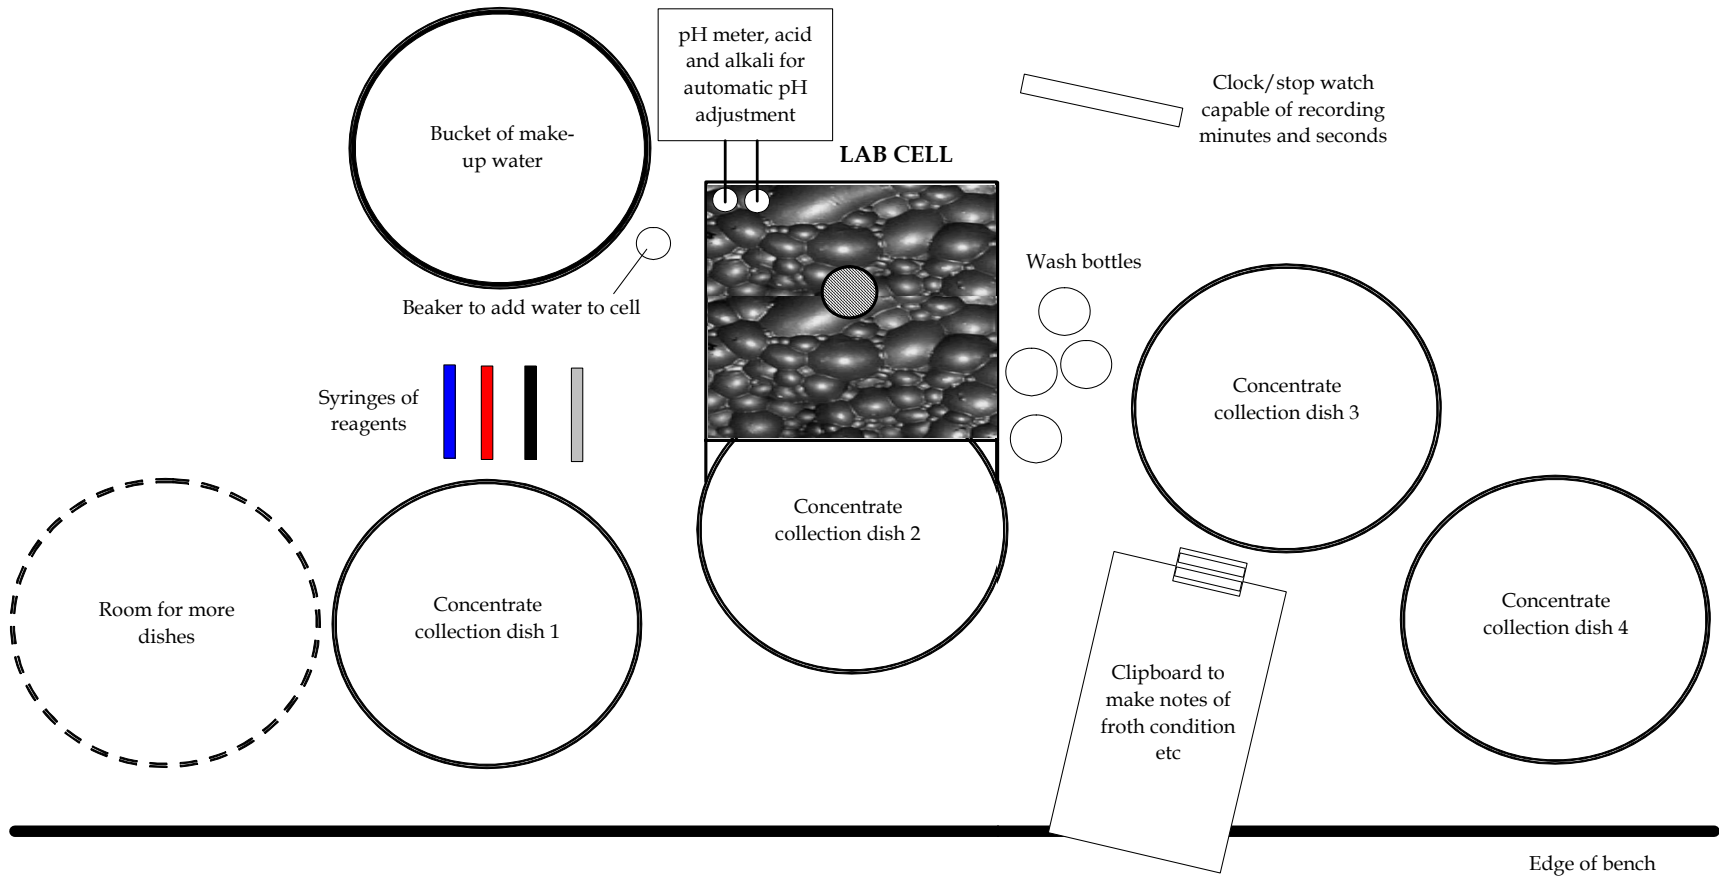 pH meter, acid
and alkali for
automatic pH
adjustment
Clock/stop watch
capable of recording
minutes and seconds
Bucket of make-
up water
LAB CELL
Beaker to add water to cell
Wash bottles
Syringes of
reagents
Concentrate
collection dish 3
Concentrate
collection dish 2
Room for more
dishes
Concentrate
collection dish 1
Concentrate
collection dish 4
Clipboard to
make notes of
froth condition
etc
Edge of bench